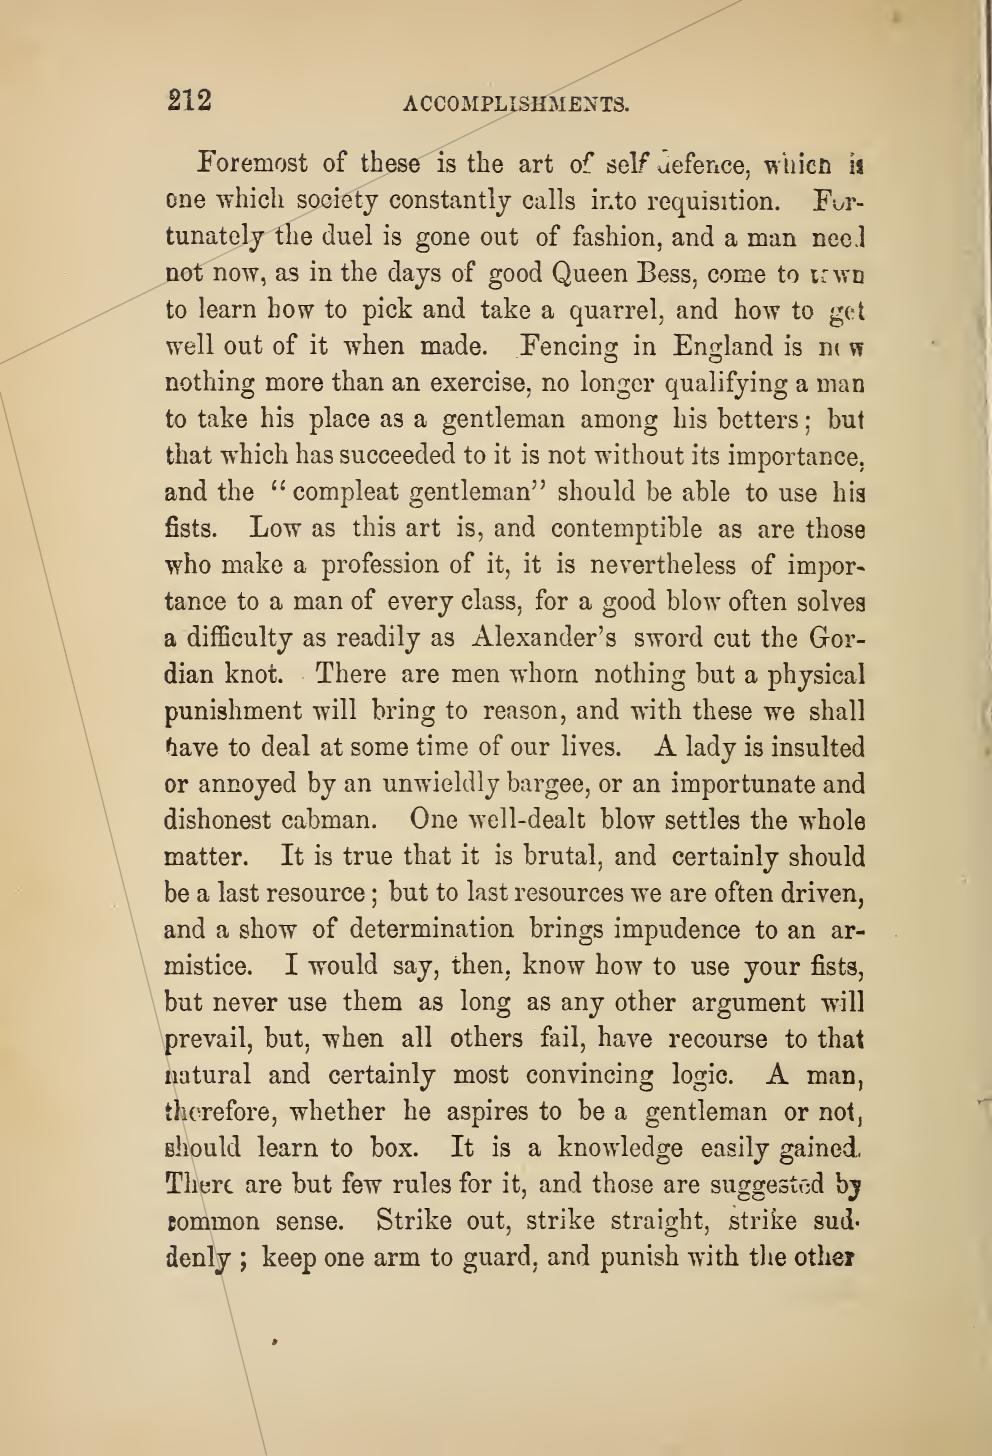 212 ACCOMPLISHMENTS.
Foremost of these is the art of self defence, which is
one which society constantly calls into requisition. For-
tunately the duel is gone out of fashion, and a man need
not now, as in the days of good Queen Bess, come to town
to learn how to pick and take a quarrel, and how to get
well out of it when made. Fencing in England is now
nothing more than an exercise, no longer qualifying a man
to take his place as a gentleman among his betters; but
that which has succeeded to it is not without its importance,
and the "compleat gentleman" should be able to use his
fists. Low as this art is, and contemptible as are those
who make a profession of it, it is nevertheless of impor-
tance to a man of every class, for a good blow often solves
a difficulty as readily as Alexander's sword cut the Gor-
dian knot. There are men whom nothing but a physical
punishment will bring to reason, and with these we shall
have to deal at some time of our lives. A lady is insulted
or annoyed by an unwieldly bargee, or an importunate and
dishonest cabman. One well-dealt blow settles the whole
matter. It is true that it is brutal, and certainly should
be a last resource; but to last resources we are often driven,
and a show of determination brings impudence to an ar-
mistice. I would say, then, know how to use your fists,
but never use them as long as any other argument will
prevail, but, when all others fail, have recourse to that
natural and certainly most convincing logic. A man,
therefore, whether he aspires to be a gentleman or not,
should learn to box. It is a knowledge easily gained.
There are but few rules for it, and those are suggested by
common sense. Strike out, strike straight, strike sud-
denly; keep one arm to guard, and punish with the other